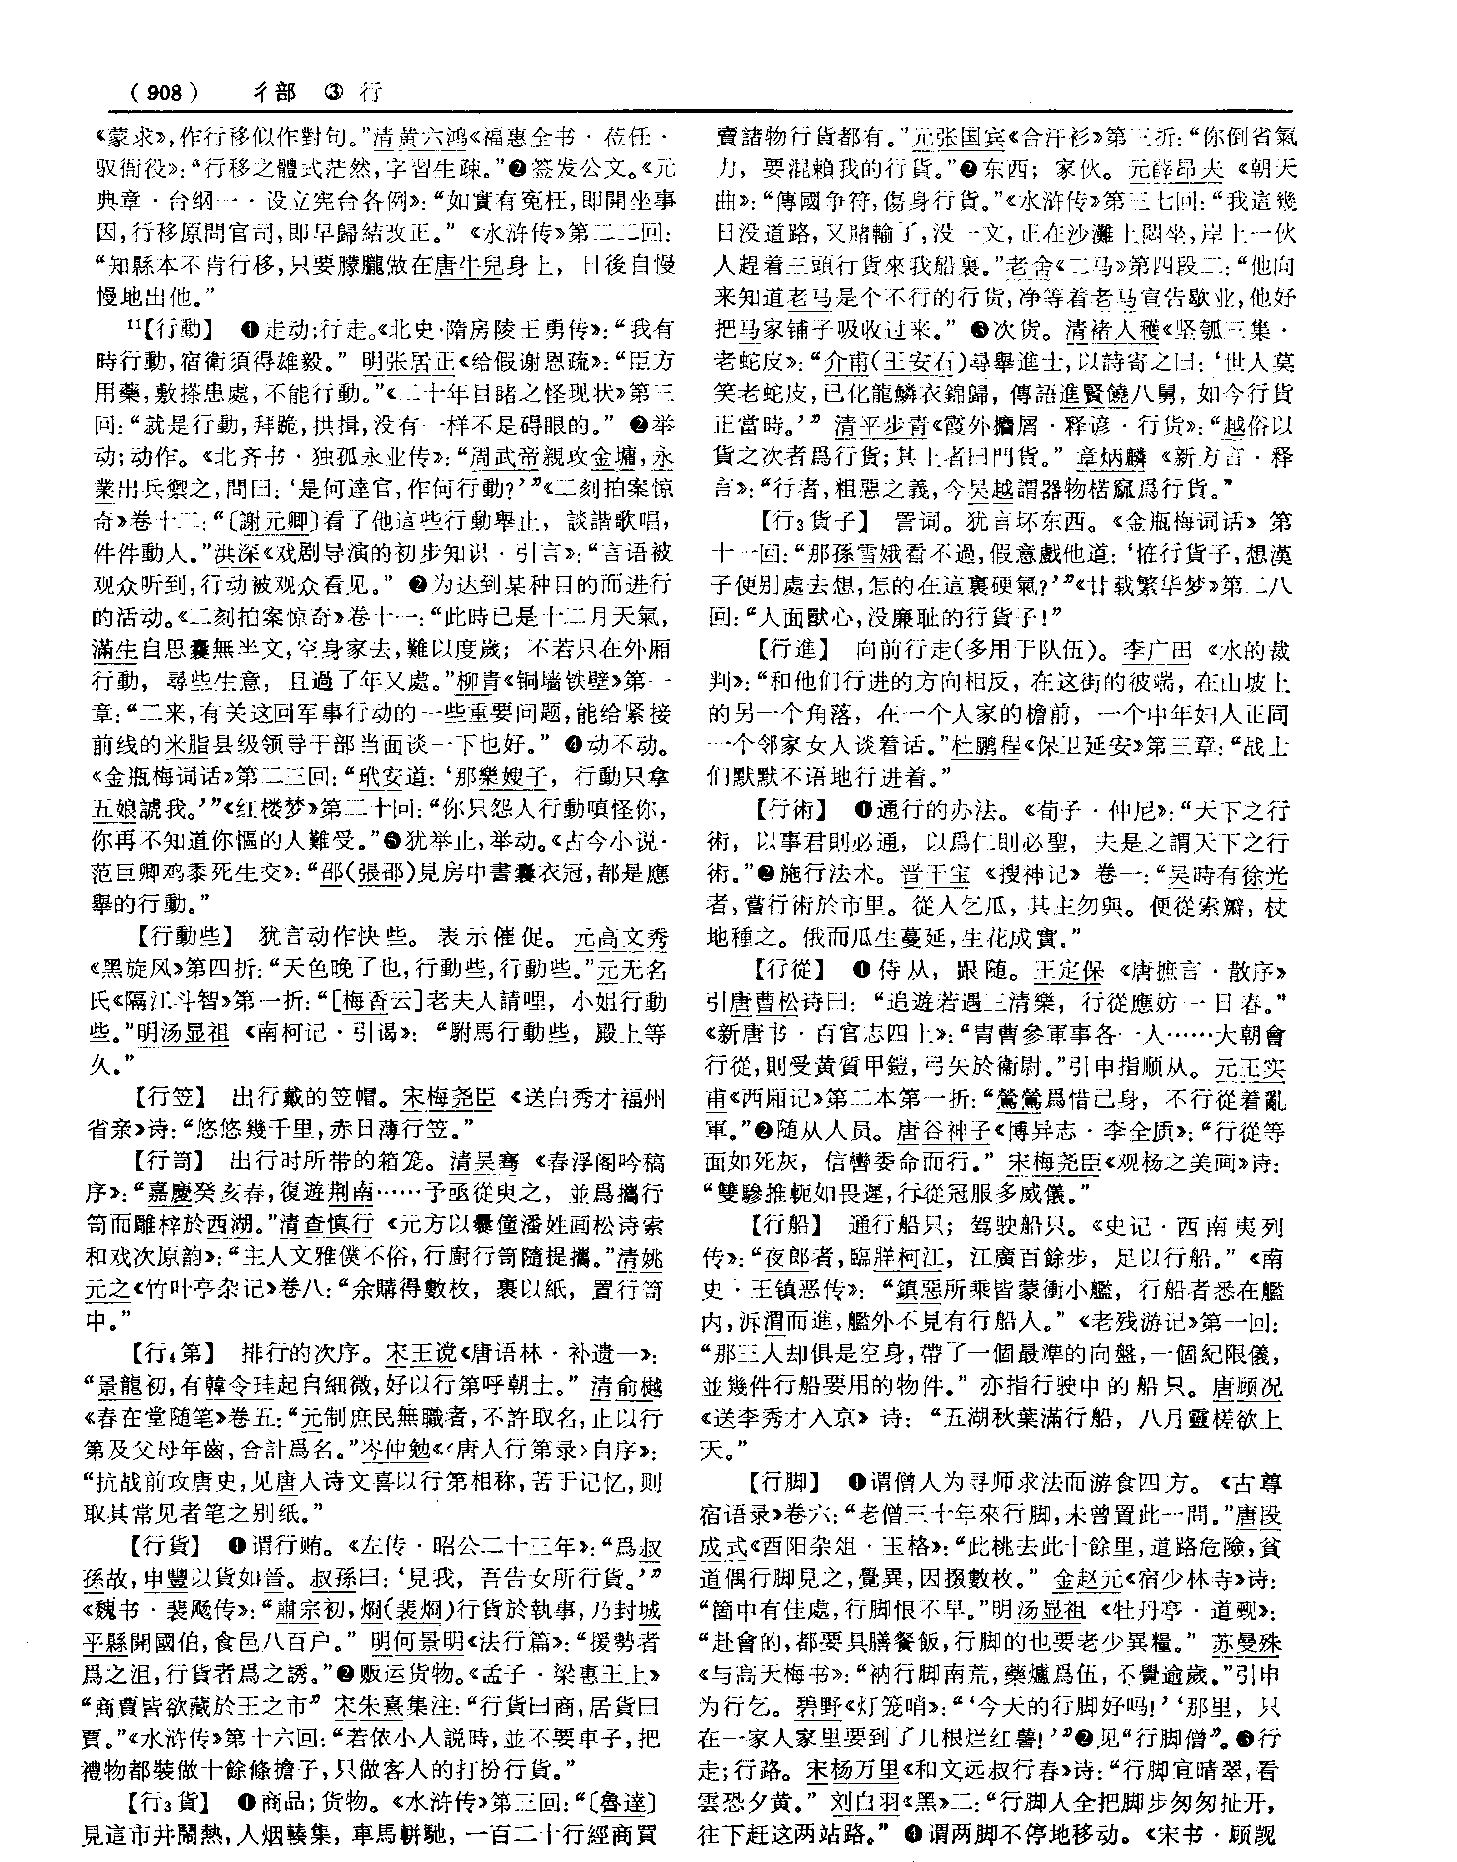 (908) 彳部 ③ 行
《蒙求》,作行移似作對句。”清黄六鸿《福惠全书·莅任·
驭衙役》:“行移之體式茫然,字習生疎。”❷签发公文。《元
典章·台纲一·设立宪台各例》:“如實有冤枉,即開坐事
因,行移原問官司,即早歸結改正。”《水浒传》第二二回:
“知縣本不肯行移,只要朦朧做在唐牛兒身上,日後自慢
慢地出他。”
11【行動】 ❶走动;行走。《北史·隋房陵王勇传》:“我有
時行動,宿衛須得雄毅。” 明张居正《给假谢恩疏》:“臣方
用藥,敷搽患處,不能行動。”《二十年目睹之怪现状》第三
回:“就是行動,拜跪,拱揖,没有一样不是碍眼的。” ❷举
动;动作。《北齐书·独孤永业传》:“周武帝親攻金墉,永
業出兵禦之,問曰:‘是何達官,作何行動?’”《二刻拍案惊
奇》卷十二:“〔謝元卿〕看了他這些行動舉止,談諧歌唱,
件件動人。”洪深《戏剧导演的初步知识·引言》:“言语被
观众听到,行动被观众看见。” ❷为达到某种目的而进行
的活动。《二刻拍案惊奇》卷十一:“此時已是十二月天氣,
滿生自思囊無半文,空身家去,難以度歲;不若只在外厢
行動,尋些生意,且過了年又處。”柳青《铜墙铁壁》第一
章:“二来,有关这回军事行动的一些重要问题,能给紧接
前线的米脂县级领导干部当面谈一下也好。” ❹动不动。
《金瓶梅词话》第二三回:“玳安道:‘那樂嫂子,行動只拿
五娘諕我。’”《红楼梦》第二十回:“你只怨人行動嗔怪你,
你再不知道你慪的人難受。”❺犹举止,举动。《古今小说·
范巨卿鸡黍死生交》:“邵(張邵)見房中書囊衣冠,都是應
舉的行動。”
【行動些】 犹言动作快些。表示催促。元高文秀
《黑旋风》第四折:“天色晚了也,行動些,行動些。”元无名
氏《隔江斗智》第一折:“[梅香云]老夫人請哩,小姐行動
些。”明汤显祖《南柯记·引谒》:“駙馬行動些,殿上等
久。”
【行笠】 出行戴的笠帽。宋梅尧臣《送白秀才福州
省亲》诗:“悠悠幾千里,赤日薄行笠。”
【行笥】 出行时所带的箱笼。清吴骞《春浮阁吟稿
序》:“嘉慶癸亥春,復遊荆南……予亟從臾之,並爲攜行
笥而雕梓於西湖。”清查慎行《元方以暴僮潘姓画松诗索
和戏次原韵》:“主人文雅僕不俗,行廚行笥隨提攜。”清姚
元之《竹叶亭杂记》卷八:“余購得數枚,裹以紙,置行笥
中。”
【行4第】 排行的次序。宋王谠《唐语林·补遗一》:
“景龍初,有韓令珪起自細微,好以行第呼朝士。”清俞樾
《春在堂随笔》卷五:“元制庶民無職者,不許取名,止以行
第及父母年齒,合計爲名。”岑仲勉《〈唐人行第录〉自序》:
“抗战前攻唐史,见唐人诗文喜以行第相称,苦于记忆,则
取其常见者笔之别纸。”
【行貨】 ❶谓行贿。《左传·昭公二十三年》:“爲叔
孫故,申豐以貨如晉。叔孫曰:‘見我,吾告女所行貨。’”
《魏书·裴飏传》:“肅宗初,烱(裴烱)行貨於執事,乃封城
平縣開國伯,食邑八百户。” 明何景明《法行篇》:“援勢者
爲之沮,行貨者爲之誘。”❷贩运货物。《孟子·梁惠王上》
“商賈皆欲藏於王之市” 宋朱熹集注:“行貨曰商,居貨曰
賈。”《水浒传》第十六回:“若依小人説時,並不要車子,把
禮物都裝做十餘條擔子,只做客人的打扮行貨。”
【行3貨】 ❶商品;货物。《水浒传》第三回:“〔魯達〕
見這市井鬧熱,人烟輳集,車馬軿馳,一百二十行經商買
賣諸物行貨都有。”元张国宾《合汗衫》第三折:“你倒省氣
力,要混賴我的行貨。”❷东西;家伙。元薛昂夫《朝天
曲》:“傳國争符,傷身行貨。”《水浒传》第三七回:“我這幾
日没道路,又賭輸了,没一文,正在沙灘上悶坐,岸上一伙
人趕着三頭行貨來我船裏。”老舍《二马》第四段二:“他向
来知道老马是个不行的行货,净等着老马宣告歇业,他好
把马家铺子吸收过来。” ❸次货。清褚人穫《坚瓠三集·
老蛇皮》:“介甫(王安石)尋舉進士,以詩寄之曰:‘世人莫
笑老蛇皮,已化龍鱗衣錦歸,傳語進賢饒八舅,如今行貨
正當時。’” 清平步青《霞外攟屑·释谚·行货》:“越俗以
貨之次者爲行貨;其上者曰門貨。”章炳麟《新方言·释
言》:“行者,粗惡之義,今吴越謂器物楛窳爲行貨。”
【行3貨子】 詈词。犹言坏东西。《金瓶梅词话》第
十一回:“那孫雪娥看不過,假意戲他道:‘怪行貨子,想漢
子便别處去想,怎的在這裏硬氣?’”《廿载繁华梦》第二八
回:“人面獸心,没廉耻的行貨子!”
【行進】 向前行走(多用于队伍)。李广田《水的裁
判》:“和他们行进的方向相反,在这街的彼端,在山坡上
的另一个角落,在一个人家的檐前,一个中年妇人正同
一个邻家女人谈着话。”杜鹏程《保卫延安》第三章:“战士
们默默不语地行进着。”
【行術】 ❶通行的办法。《荀子·仲尼》:“天下之行
術,以事君則必通,以爲仁則必聖,夫是之謂天下之行
術。”❷施行法术。晋干宝《搜神记》卷一:“吴時有徐光
者,嘗行術於市里。從人乞瓜,其主勿與。便從索瓣,杖
地種之。俄而瓜生蔓延,生花成實。”
【行從】 ❶侍从,跟随。王定保《唐摭言·散序》
引唐曹松诗曰:“追遊若遇三清樂,行從應妨一日春。”
《新唐书·百官志四上》:“胄曹參軍事各一人……大朝會
行從,則受黄質甲鎧,弓矢於衛尉。”引申指顺从。元王实
甫《西厢记》第二本第一折:“鶯鶯爲惜己身,不行從着亂
軍。”❷随从人员。唐谷神子《博异志·李全质》:“行從等
面如死灰,信轡委命而行。” 宋梅尧臣《观杨之美画》诗:
“雙驂推軛如畏遲,行從冠服多威儀。”
【行船】 通行船只;驾驶船只。《史记·西南夷列
传》:“夜郎者,臨牂柯江,江廣百餘步,足以行船。”《南
史·王镇恶传》:“鎮惡所乘皆蒙衝小艦,行船者悉在艦
内,泝渭而進,艦外不見有行船人。”《老残游记》第一回:
“那三人却俱是空身,帶了一個最準的向盤,一個紀限儀,
並幾件行船要用的物件。”亦指行驶中的船只。唐顾况
《送李秀才入京》诗:“五湖秋葉滿行船,八月靈槎欲上
天。”
【行脚】 ❶谓僧人为寻师求法而游食四方。《古尊
宿语录》卷六:“老僧三十年來行脚,未曾置此一問。”唐段
成式《酉阳杂俎·玉格》:“此桃去此十餘里,道路危險,貧
道偶行脚見之,覺異,因掇數枚。” 金赵元《宿少林寺》诗:
“箇中有佳處,行脚恨不早。”明汤显祖《牡丹亭·道觋》:
“赴會的,都要具膳餐飯,行脚的也要老少異糧。” 苏曼殊
《与高天梅书》:“衲行脚南荒,藥爐爲伍,不覺逾歲。”引申
为行乞。碧野《灯笼哨》:“‘今天的行脚好吗!’‘那里,只
在一家人家里要到了几根烂红薯!’”❷见“行脚僧”。❸行
走;行路。宋杨万里《和文远叔行春》诗:“行脚宜晴翠,看
雲恐夕黄。” 刘白羽《黑》二:“行脚人全把脚步匆匆扯开,
往下赶这两站路。” ❹谓两脚不停地移动。《宋书·顾觊